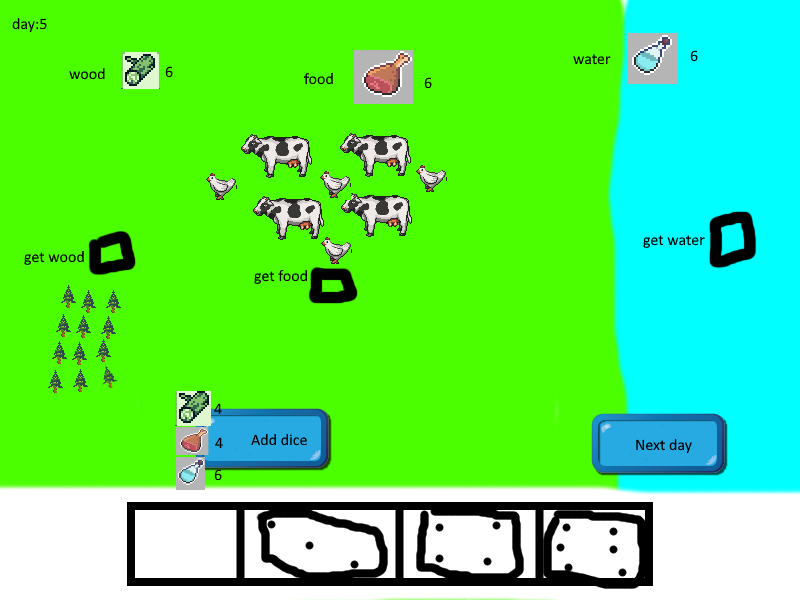 day:5
wood 6
food 6
water 6
get wood
get food
get water
4
4
6
Add dice
Next day